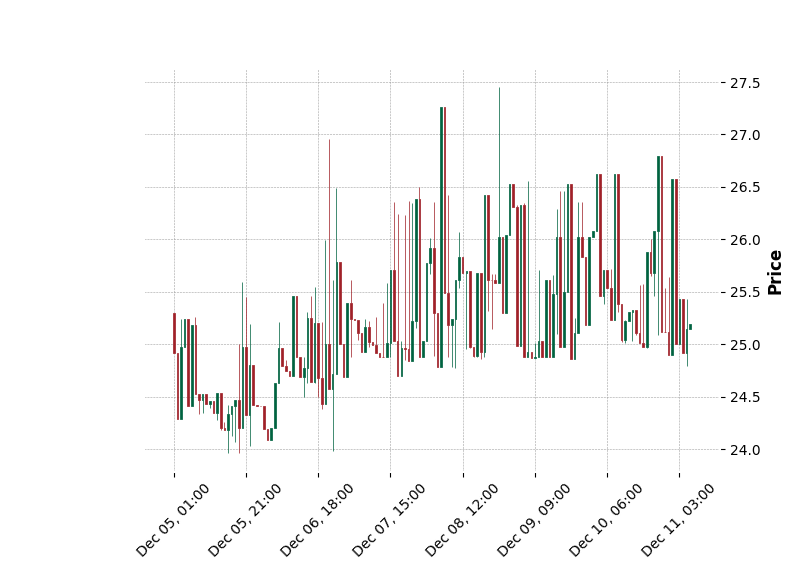 27.5
27.0
26.5
26.0
25.5
25.0
24.5
24.0
Price
Dec 05, 01:00
Dec 05, 21:00
Dec 06, 18:00
Dec 07, 15:00
Dec 08, 12:00
Dec 09, 09:00
Dec 10, 06:00
Dec 11, 03:00